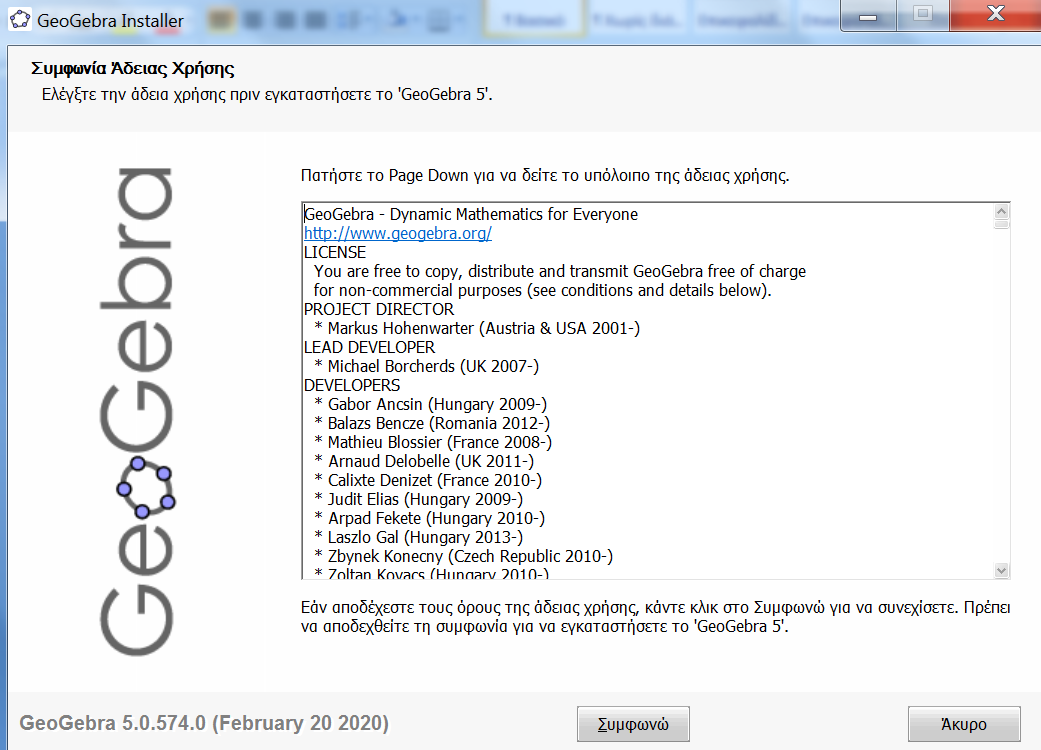 GeoGebra Installer
Συμφωνία Άδειας Χρήσης
Ελέγξτε την άδεια χρήσης πριν εγκαταστήσετε το 'GeoGebra 5'.
GeoGebra
Πατήστε το Page Down για να δείτε το υπόλοιπο της άδειας χρήσης.
GeoGebra - Dynamic Mathematics for Everyone
http://www.geogebra.org/
LICENSE
You are free to copy, distribute and transmit GeoGebra free of charge
for non-commercial purposes (see conditions and details below).
PROJECT DIRECTOR
* Markus Hohenwarter (Austria & USA 2001-)
LEAD DEVELOPER
* Michael Borcherds (UK 2007-)
DEVELOPERS
* Gabor Ancsin (Hungary 2009-)
* Balazs Bencze (Romania 2012-)
* Mathieu Blossier (France 2008-)
* Arnaud Delobelle (UK 2011-)
* Calixte Denizet (France 2010-)
* Judit Elias (Hungary 2009-)
* Arpad Fekete (Hungary 2010-)
* Laszlo Gal (Hungary 2013-)
* Zbynek Konecny (Czech Republic 2010-)
* Zoltan Kovacs (Hungary 2010-)
Εάν αποδέχεστε τους όρους της άδειας χρήσης, κάντε κλικ στο Συμφωνώ για να συνεχίσετε. Πρέπει
να αποδεχθείτε τη συμφωνία για να εγκαταστήσετε το 'GeoGebra 5'.
GeoGebra 5.0.574.0 (February 20 2020)
Συμφωνώ
Άκυρο